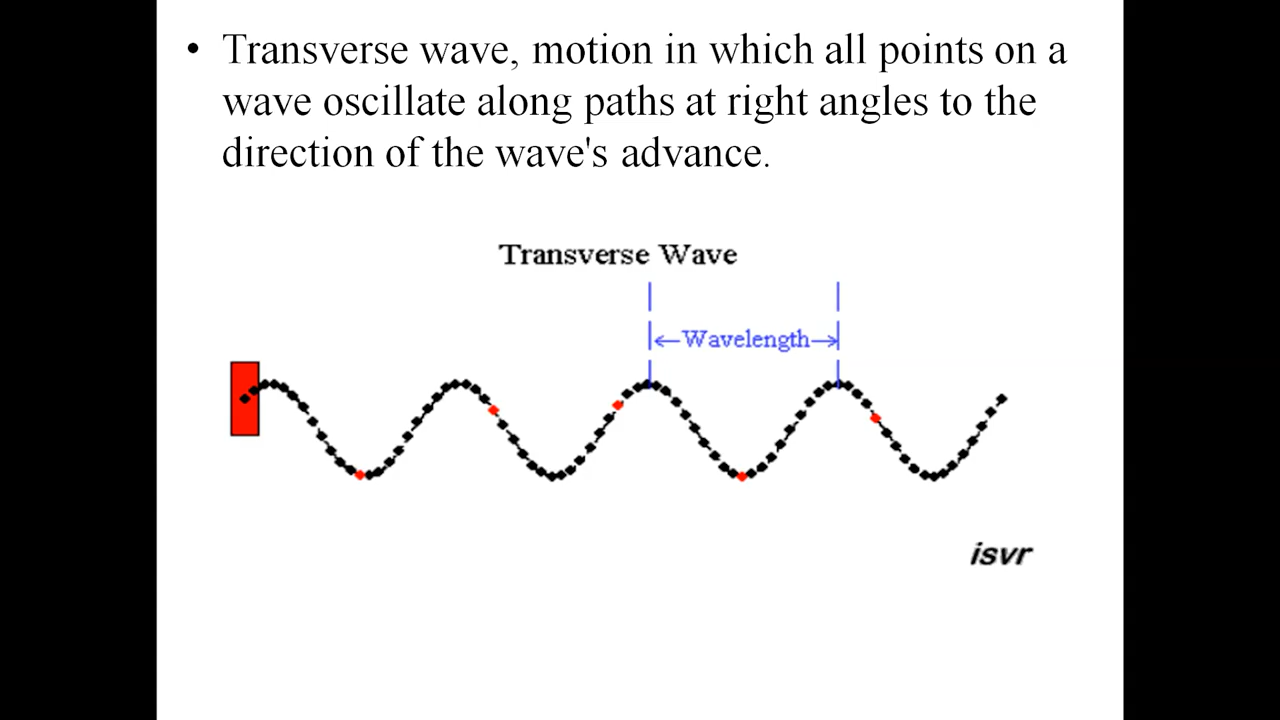 • Transverse wave, motion in which all points on a
wave oscillate along paths at right angles to the
direction of the wave's advance.
Transverse Wave
Wavelength
isvr